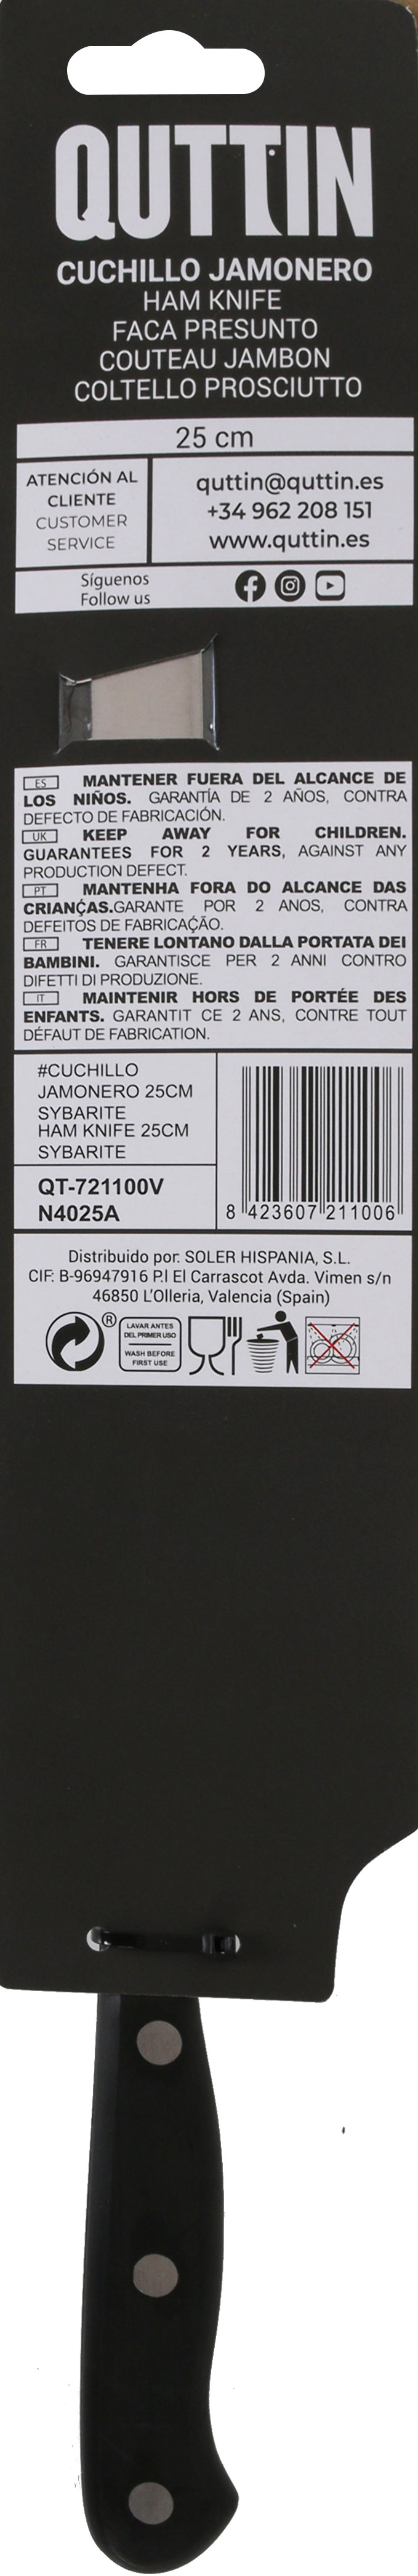 QUTTIN
CUCHILLO JAMONERO
HAM KNIFE
FACA PRESUNTO
COUTEAU JAMBON
COLTELLO PROSCIUTTO
25 cm
ATENCIÓN AL
CLIENTE
CUSTOMER
SERVICE
quttin@quttin.es
+34 962 208 151
www.quttin.es
Síguenos
Follow us
ES MANTENER FUERA DEL ALCANCE DE
LOS NIÑOS. GARANTÍA DE 2 AÑOS, CONTRA
DEFECTO DE FABRICACIÓN.
UK KEEP AWAY FOR CHILDREN.
GUARANTEES FOR 2 YEARS, AGAINST ANY
PRODUCTION DEFECT.
PT MANTENHA FORA DO ALCANCE DAS
CRIANÇAS.GARANTE POR 2 ANOS, CONTRA
DEFEITOS DE FABRICAÇÃO.
FR TENERE LONTANO DALLA PORTATA DEI
BAMBINI. GARANTISCE PER 2 ANNI CONTRO
DIFETTI DI PRODUZIONE.
IT MAINTENIR HORS DE PORTÉE DES
ENFANTS. GARANTIT CE 2 ANS, CONTRE TOUT
DÉFAUT DE FABRICATION.
#CUCHILLO
JAMONERO 25CM
SYBARITE
HAM KNIFE 25CM
SYBARITE
QT-721100V
N4025A
8 423607 211006
Distribuido por: SOLER HISPANIA, S.L.
CIF: B-96947916 P.I El Carrascot Avda. Vimen s/n
46850 L'Olleria, Valencia (Spain)
®
LAVAR ANTES
DEL PRIMER USO
WASH BEFORE
FIRST USE